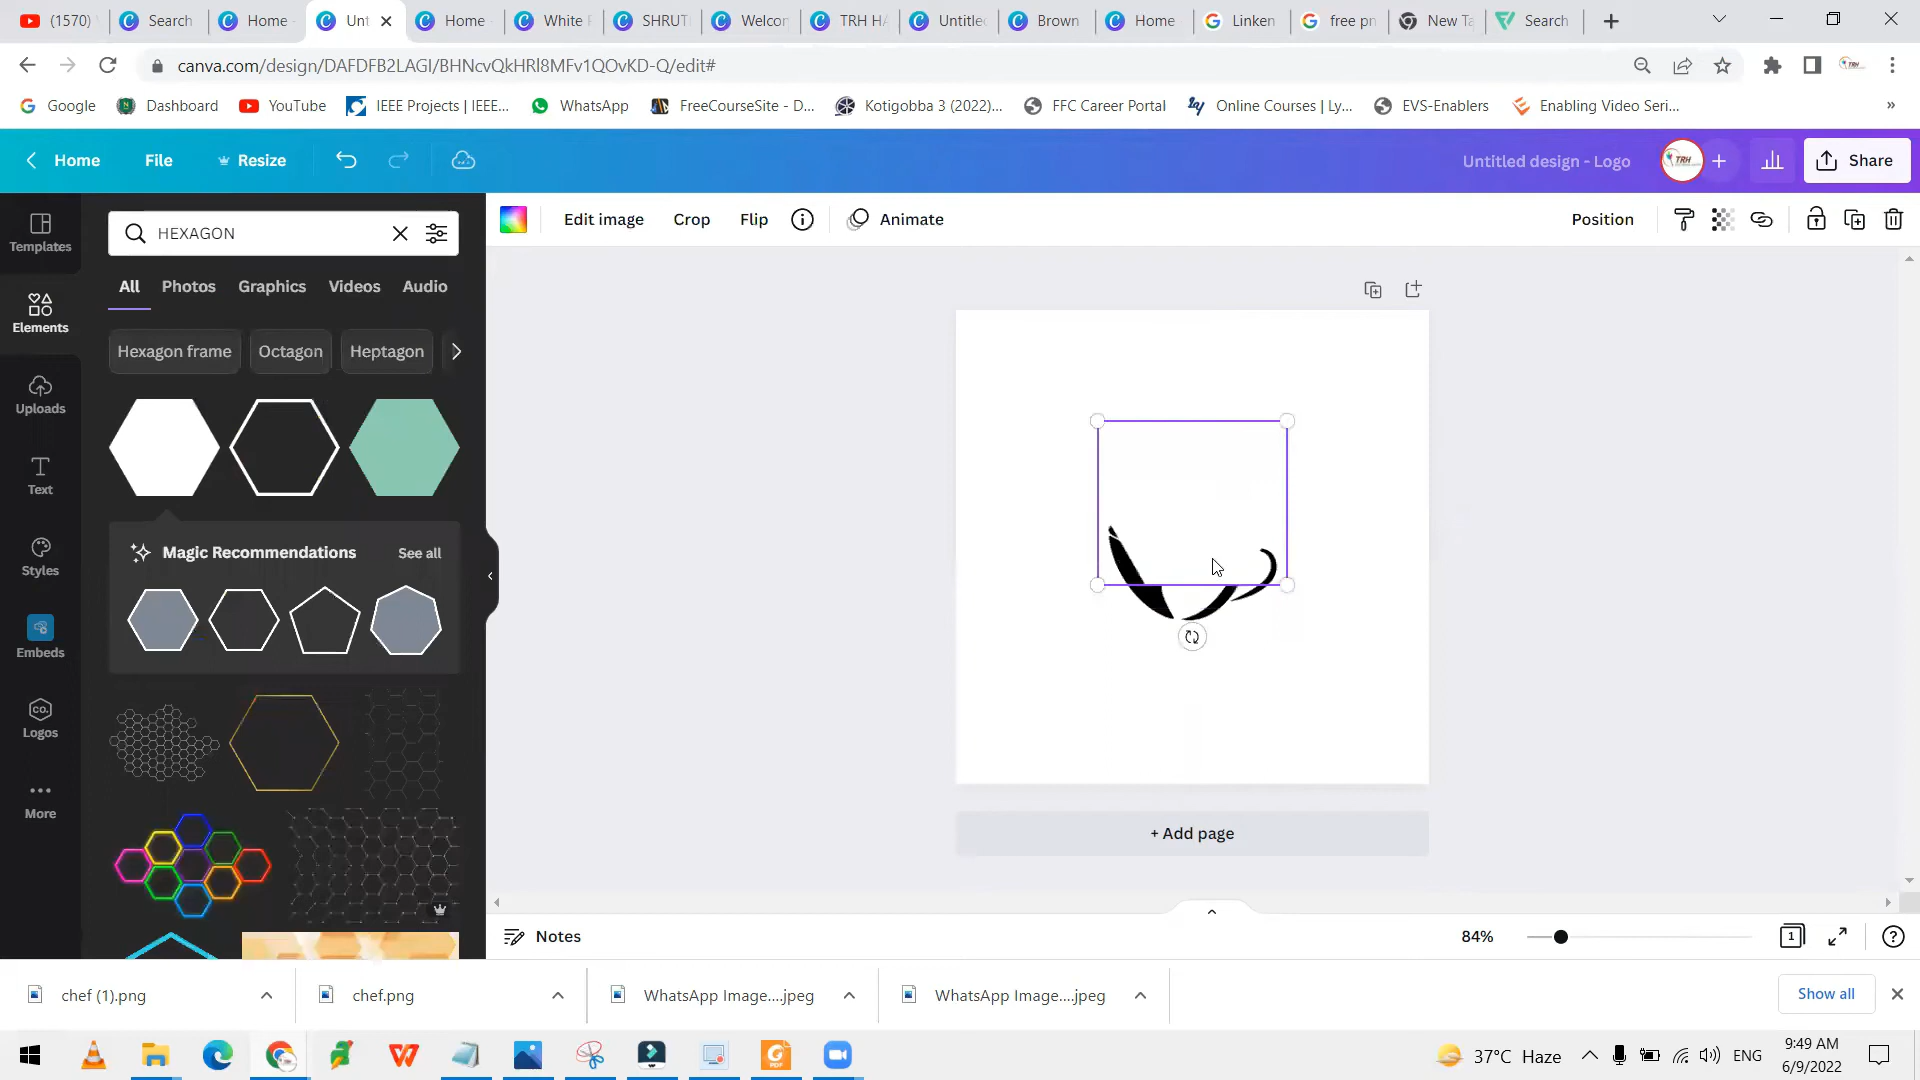 (1570)
Search
Home
Unt
Home
White
SHRUT
Welcon
TRH HA
Untitle
Brown
Home
Linken
free pn
New Ta
Search
canva.com/design/DAFDFB2LAGI/BHNcvQkHRl8MFv1QOvKD-Q/edit#
Google
Dashboard
YouTube
IEEE Projects | IEEE...
WhatsApp
FreeCourseSite - D...
Kotigobba 3 (2022)...
FFC Career Portal
Online Courses | Ly...
EVS-Enablers
Enabling Video Seri...
»
Home
File
Resize
Untitled design - Logo
TRH
Share
Templates
Elements
Uploads
Text
Styles
Embeds
CO.
Logos
More
HEXAGON
All
Photos
Graphics
Videos
Audio
Hexagon frame
Octagon
Heptagon
Magic Recommendations
See all
Edit image
Crop
Flip
Animate
Position
+ Add page
Notes
84%
1
chef (1).png
chef.png
WhatsApp Image....jpeg
WhatsApp Image....jpeg
Show all
37°C Haze
ENG
9:49 AM
6/9/2022